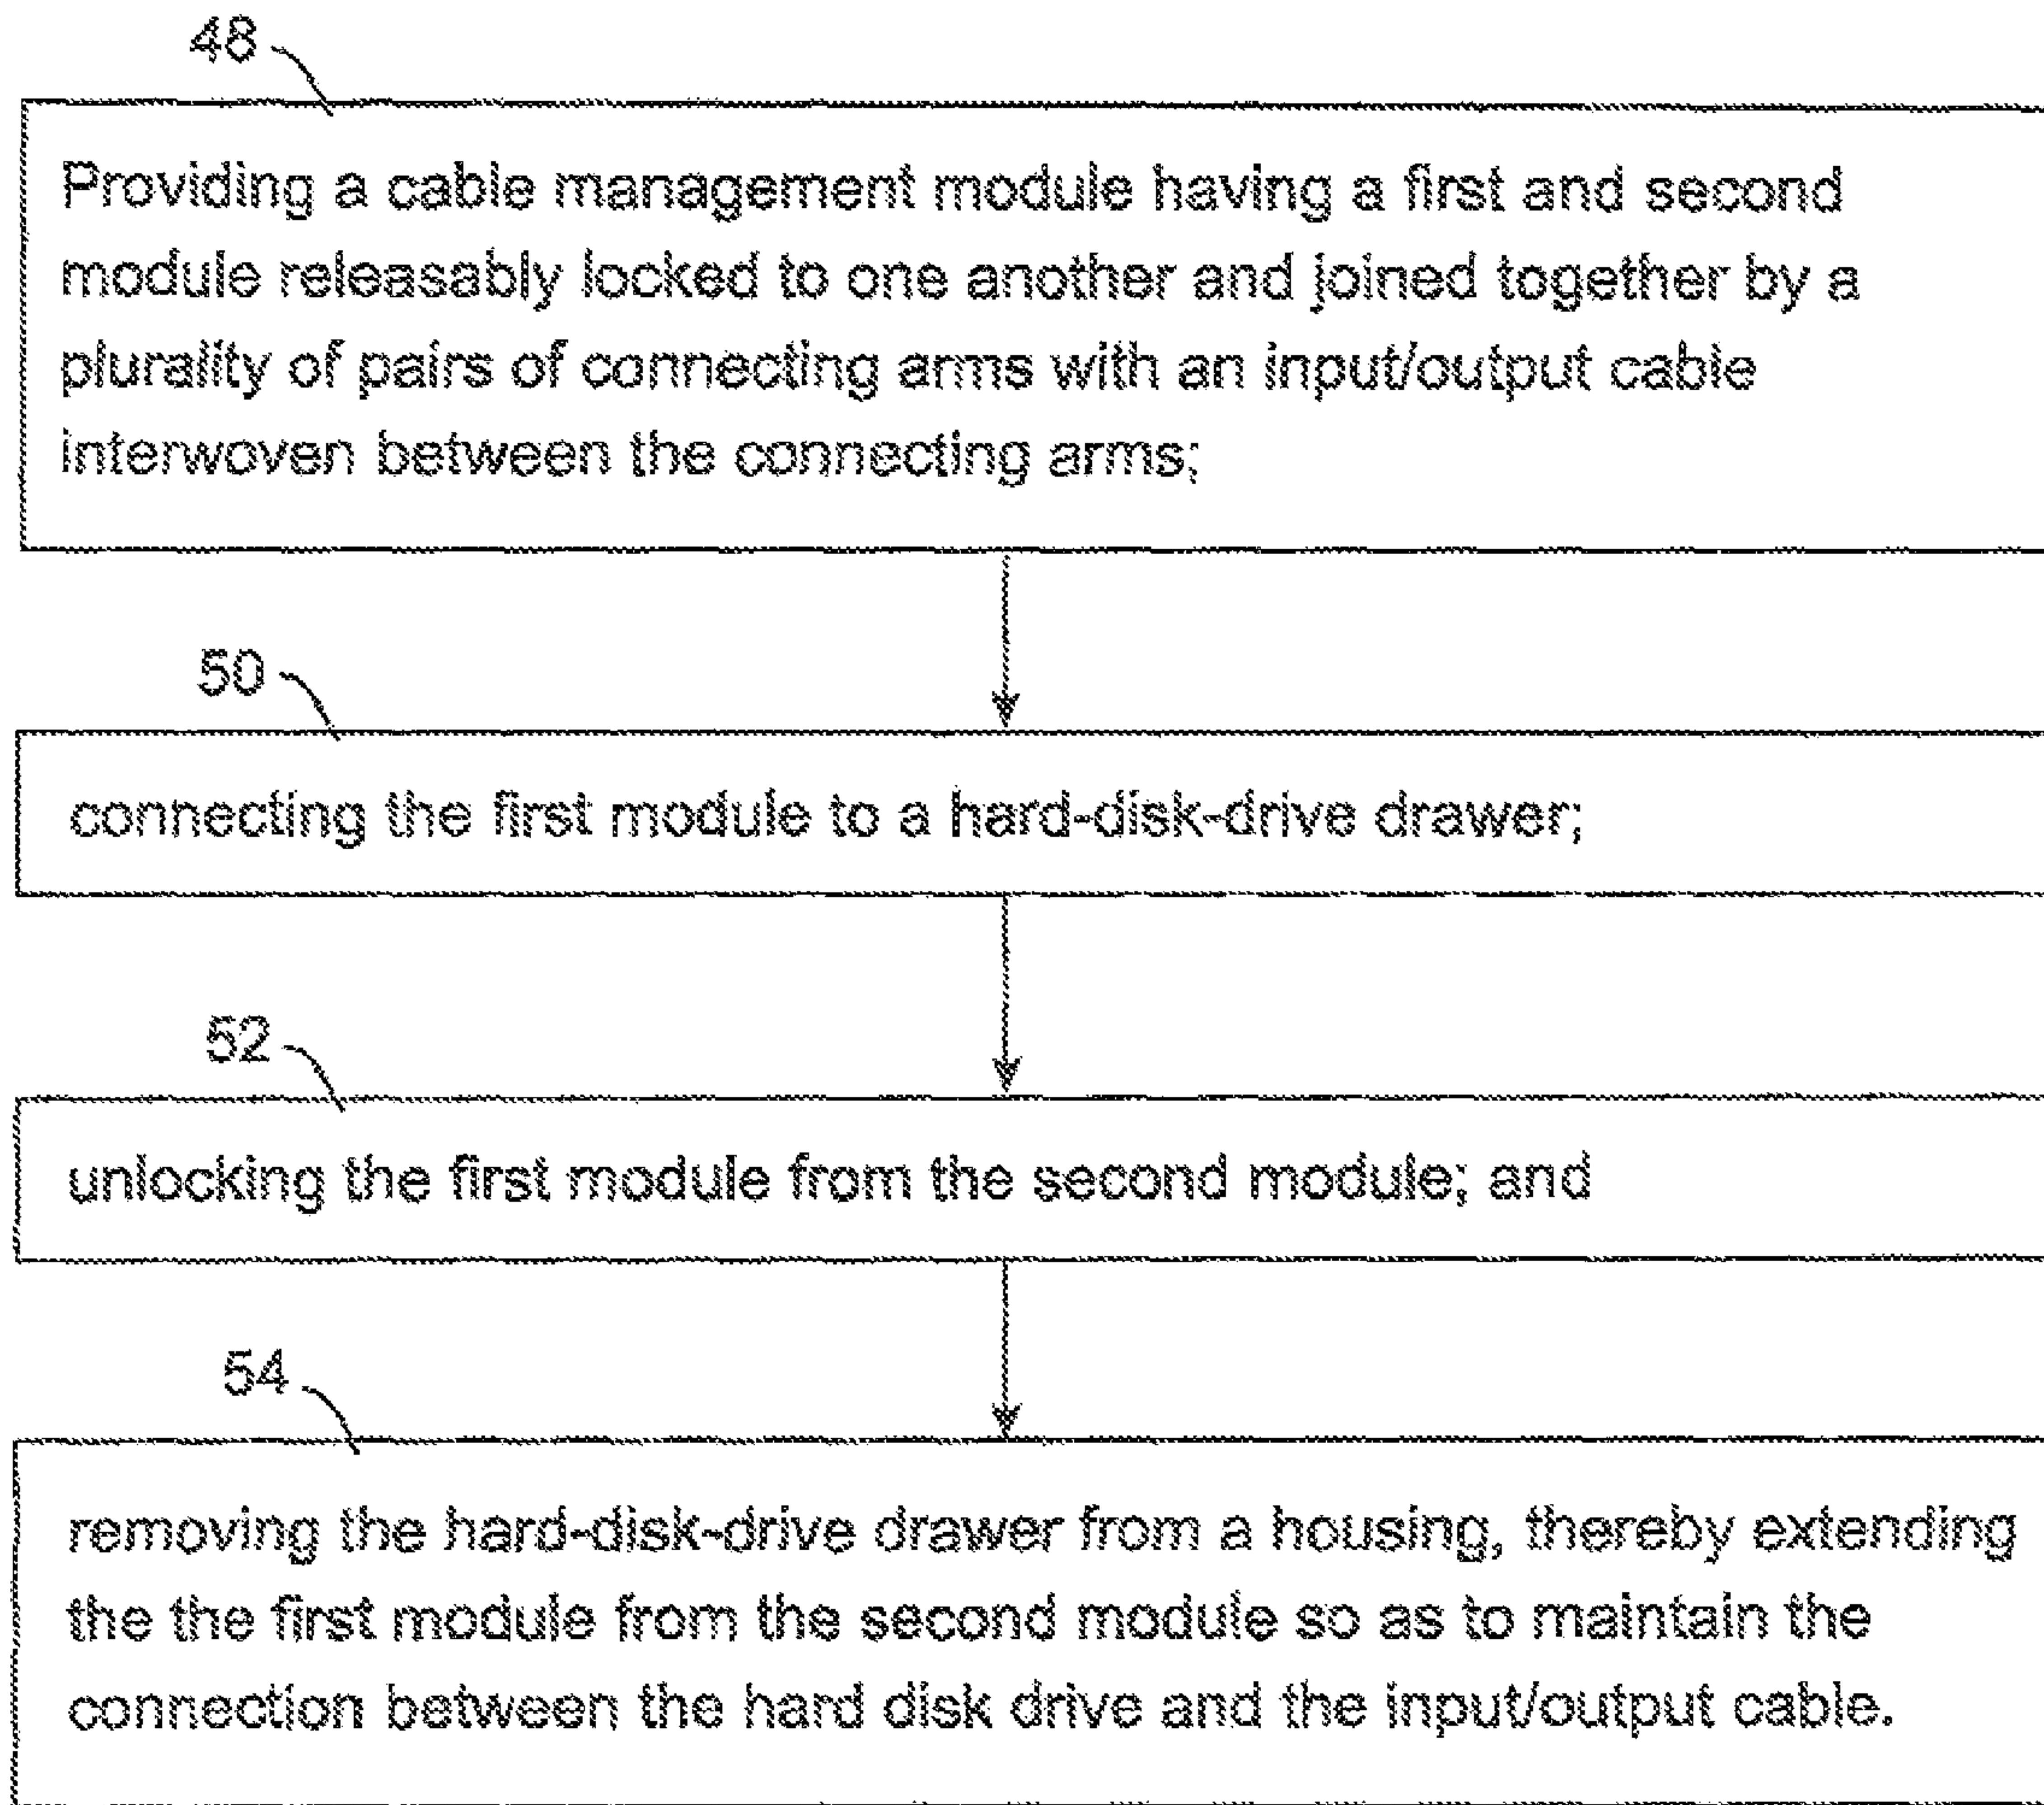 48
Providing a cable management module having a first and second
module releasably locked to one another and joined together by a
plurality of pairs of connecting arms with an input/output cable
interwoven between the connecting arms;
50
connecting the first module to a hard-disk-drive drawer;
52
unlocking the first module from the second module; and
54
removing the hard-disk-drive drawer from a housing, thereby extending
the the first module from the second module so as to maintain the
connection between the hard disk drive and the input/output cable.